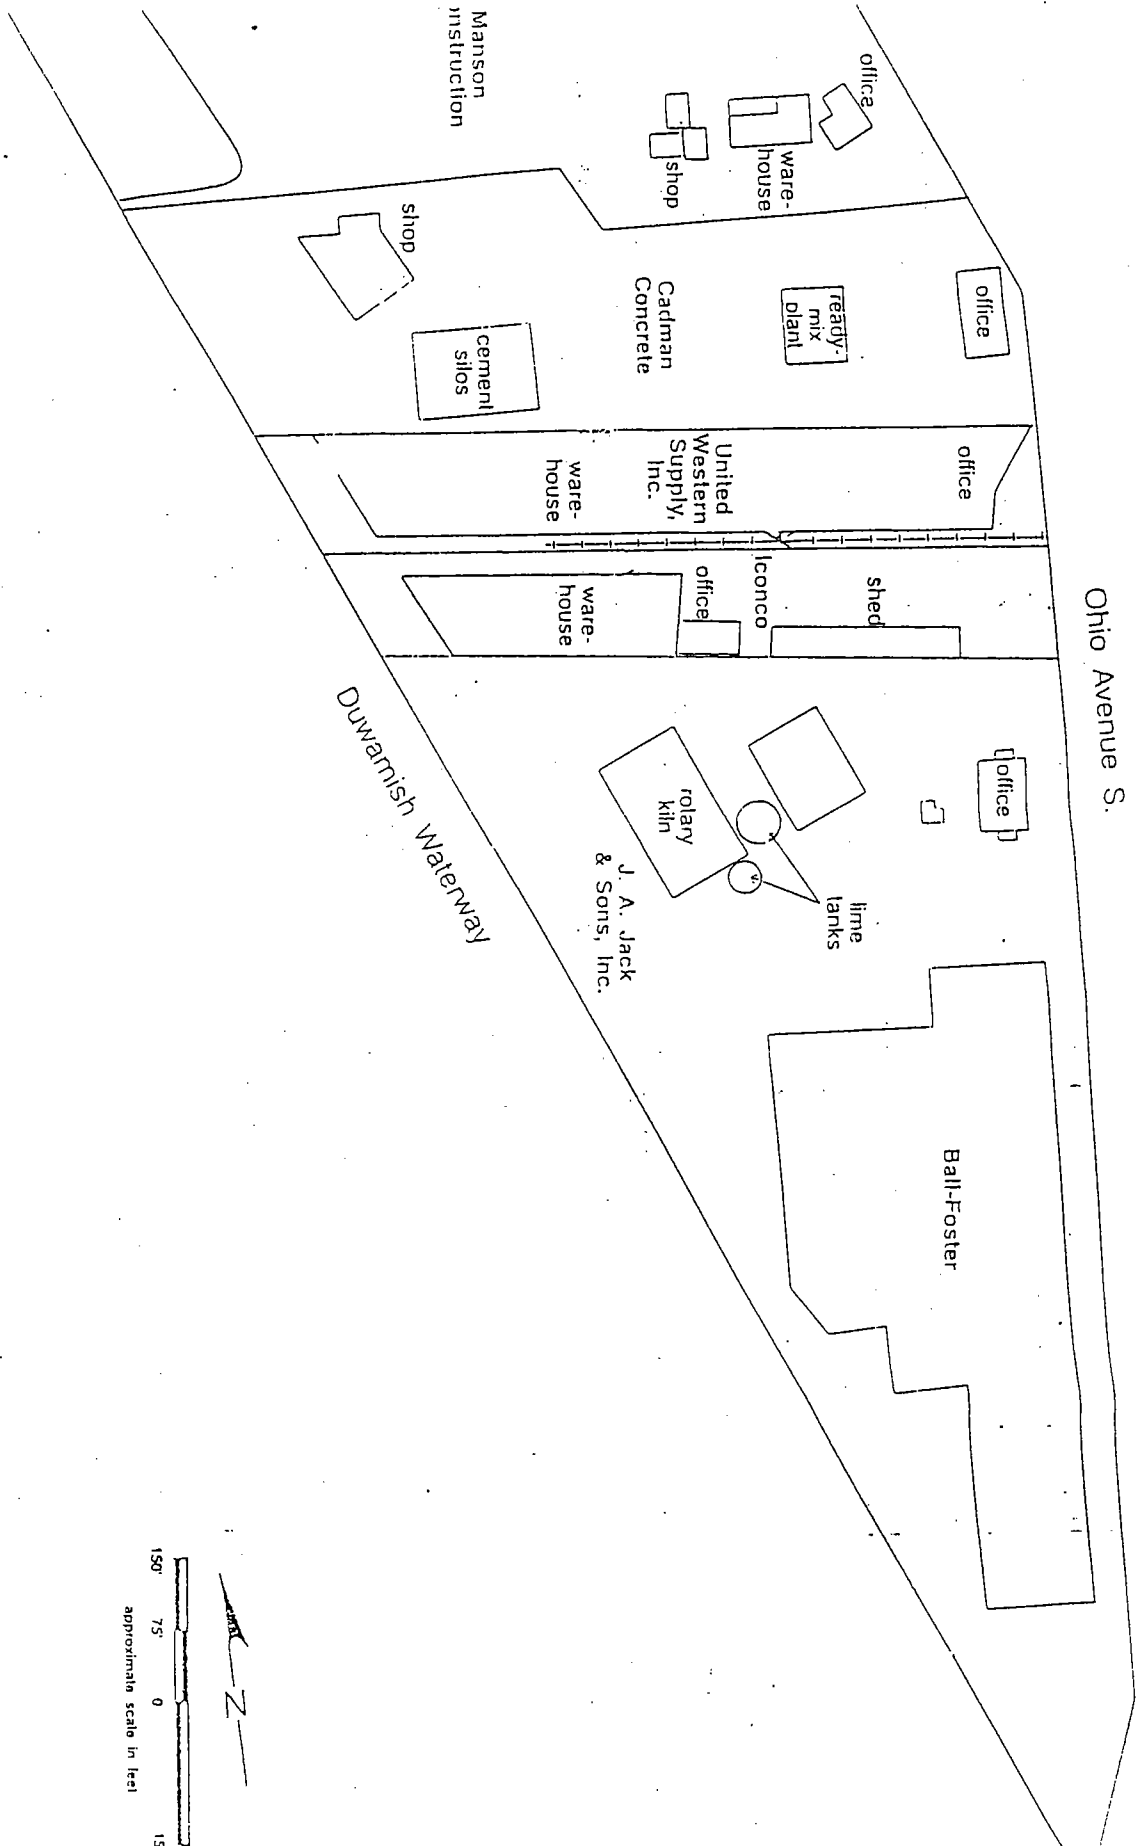 Ohio Avenue S.
office
ware-
house
shop
Manson
onstruction
office
ready-
mix
plant
Cadman
Concrete
shop
cement
silos
office
United
Western
Supply,
Inc.
ware-
house
shed
Iconco
office
ware-
house
office
lime
tanks
rotary
kiln
J. A. Jack
& Sons, Inc.
Ball-Foster
Duwamish Waterway
N
150' 75' 0 15
approximate scale in feet